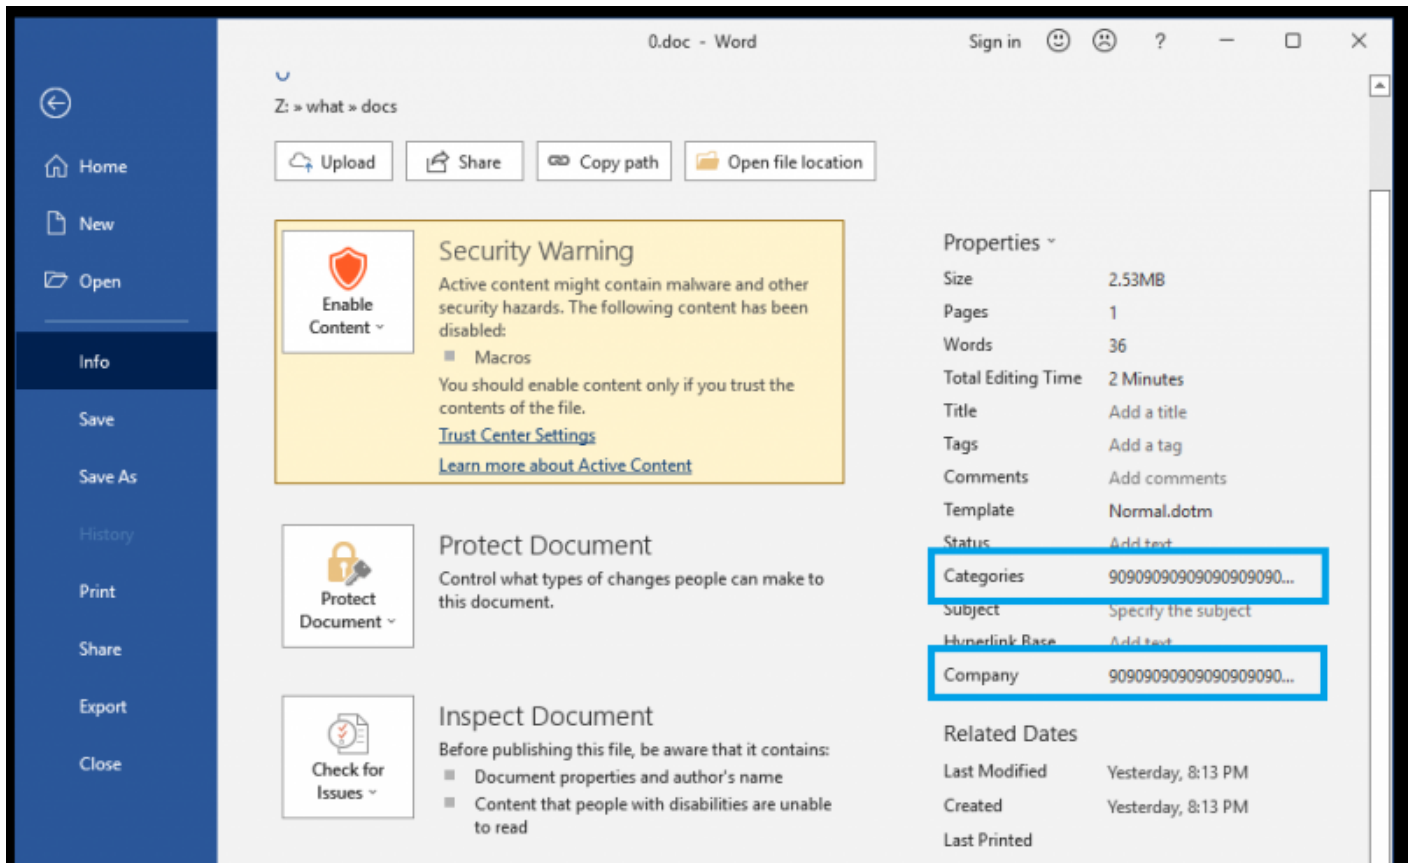 0.doc - Word
Sign in
?
Z: » what » docs
Home
New
Open
Info
Save
Save As
History
Print
Share
Export
Close
Upload
Share
Copy path
Open file location
Enable
Content
Security Warning
Active content might contain malware and other
security hazards. The following content has been
disabled:
Macros
You should enable content only if you trust the
contents of the file.
Trust Center Settings
Learn more about Active Content
Protect
Document
Protect Document
Control what types of changes people can make to
this document.
Check for
Issues
Inspect Document
Before publishing this file, be aware that it contains:
Document properties and author's name
Content that people with disabilities are unable
to read
Properties
Size 2.53MB
Pages 1
Words 36
Total Editing Time 2 Minutes
Title Add a title
Tags Add a tag
Comments Add comments
Template Normal.dotm
Status Add text
Categories 90909090909090909090...
Subject Specify the subject
Hyperlink Base Add text
Company 90909090909090909090...
Related Dates
Last Modified Yesterday, 8:13 PM
Created Yesterday, 8:13 PM
Last Printed